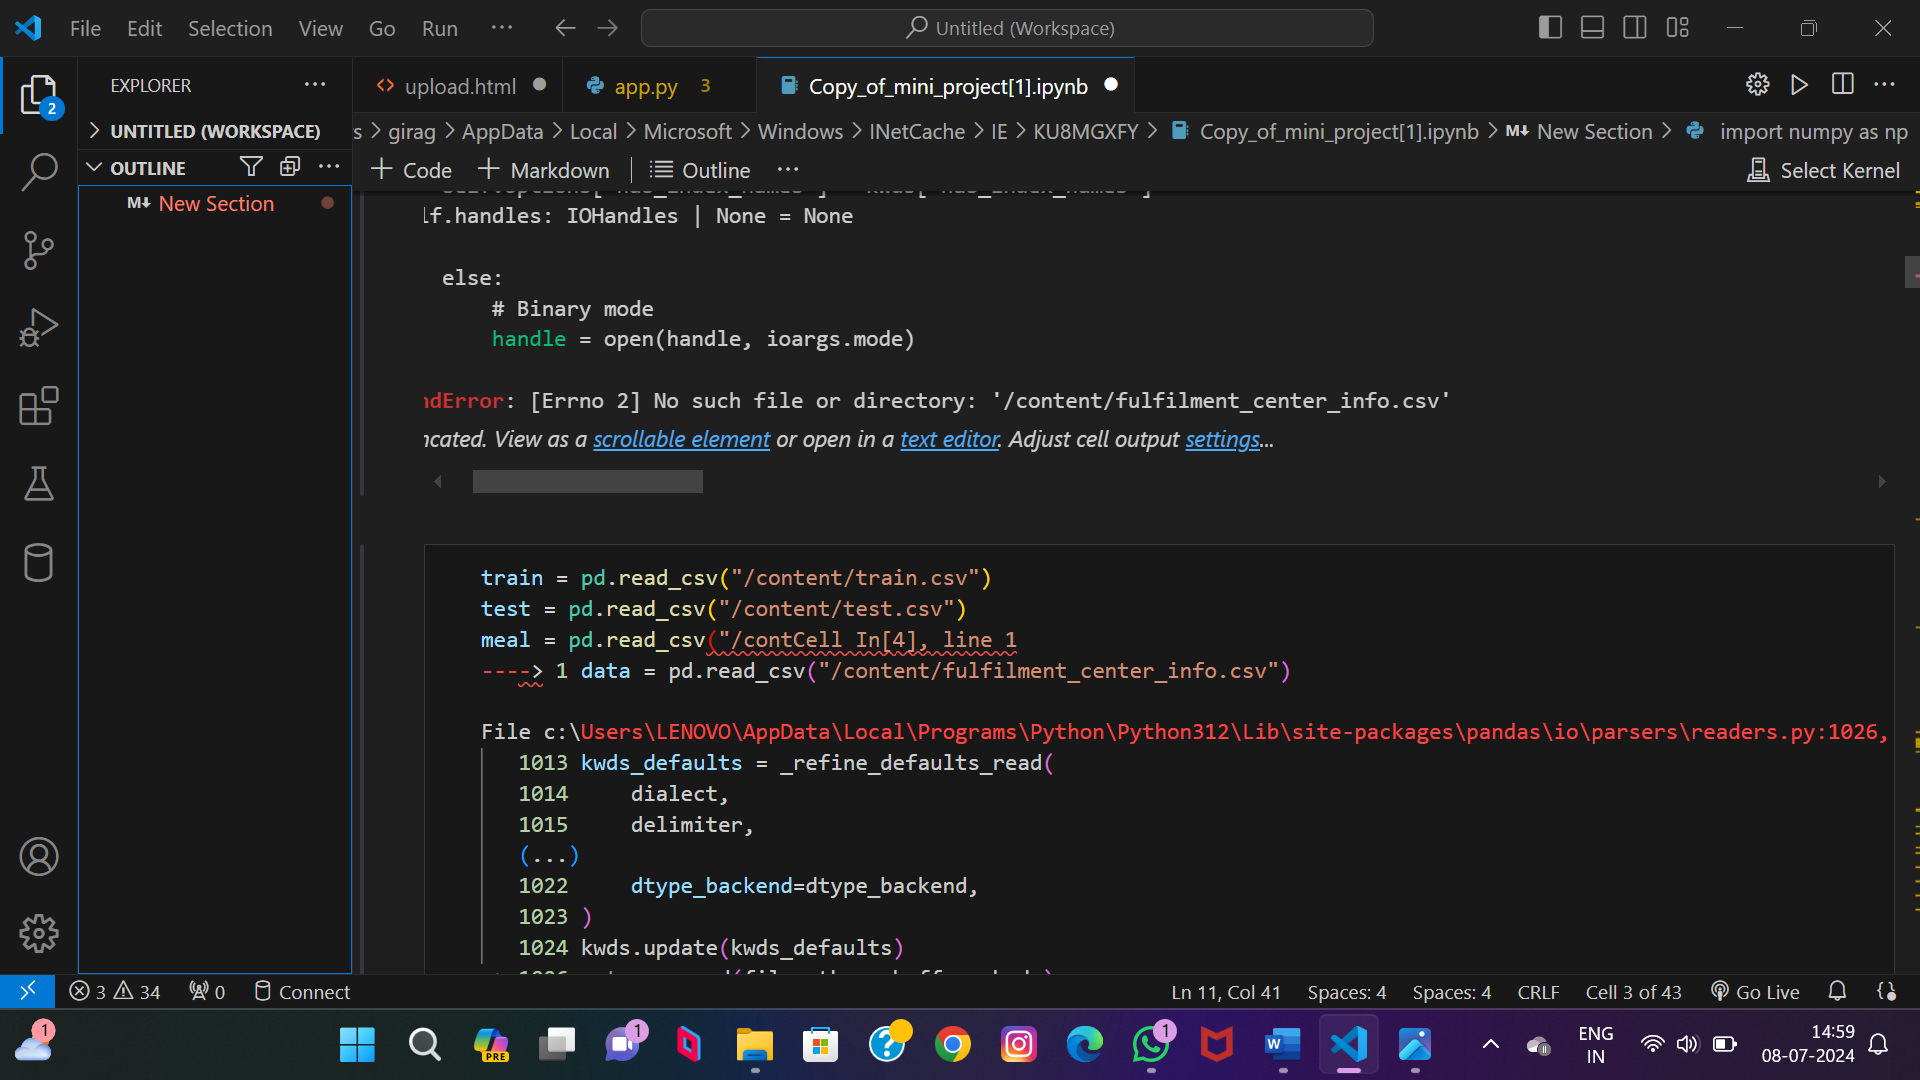 File Edit Selection View Go Run ... Untitled (Workspace)
EXPLORER ... upload.html app.py 3 Copy_of_mini_project[1].ipynb ...
UNTITLED (WORKSPACE) s > girag > AppData > Local > Microsoft > Windows > INetCache > IE > KU8MGXFY > Copy_of_mini_project[1].ipynb > M↓ New Section > import numpy as np
OUTLINE ... + Code + Markdown | Outline ... Select Kernel
M↓ New Section
lf.handles: IOHandles | None = None
else:
# Binary mode
handle = open(handle, ioargs.mode)
ndError: [Errno 2] No such file or directory: '/content/fulfilment_center_info.csv'
ncated. View as a scrollable element or open in a text editor. Adjust cell output settings...
train = pd.read_csv("/content/train.csv")
test = pd.read_csv("/content/test.csv")
meal = pd.read_csv("/contCell In[4], line 1
----> 1 data = pd.read_csv("/content/fulfilment_center_info.csv")
File c:\Users\LENOVO\AppData\Local\Programs\Python\Python312\Lib\site-packages\pandas\io\parsers\readers.py:1026,
1013 kwds_defaults = _refine_defaults_read(
1014 dialect,
1015 delimiter,
(...)
1022 dtype_backend=dtype_backend,
1023 )
1024 kwds.update(kwds_defaults)
2
3 34 0 Connect Ln 11, Col 41 Spaces: 4 Spaces: 4 CRLF Cell 3 of 43 Go Live
1 PRE 1 1 ENG
IN
14:59
08-07-2024